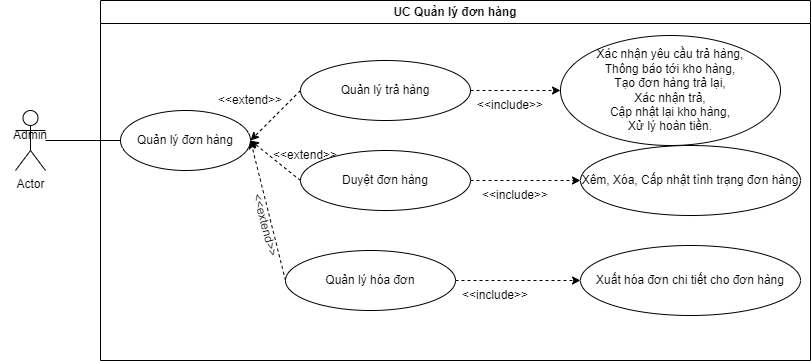 UC Quản lý đơn hàng
Xác nhận yêu cầu trả hàng,
Thông báo tới kho hàng,
Tạo đơn hàng trả lại,
Xác nhận trả,
Cập nhật lại kho hàng,
Xử lý hoàn tiền.
Quản lý trả hàng
<<extend>>
<<include>>
Admin
Actor
Quản lý đơn hàng
<<extend>>
Duyệt đơn hàng
<<include>>
Xêm, Xóa, Cấp nhật tình trạng đơn hàng
<<extend>>
Quản lý hóa đơn
<<include>>
Xuất hóa đơn chi tiết cho đơn hàng